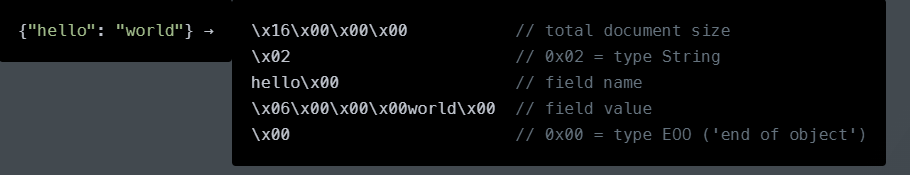 {"hello": "world"} → \x16\x00\x00\x00 // total document size
\x02 // 0x02 = type String
hello\x00 // field name
\x06\x00\x00\x00world\x00 // field value
\x00 // 0x00 = type EOO ('end of object')